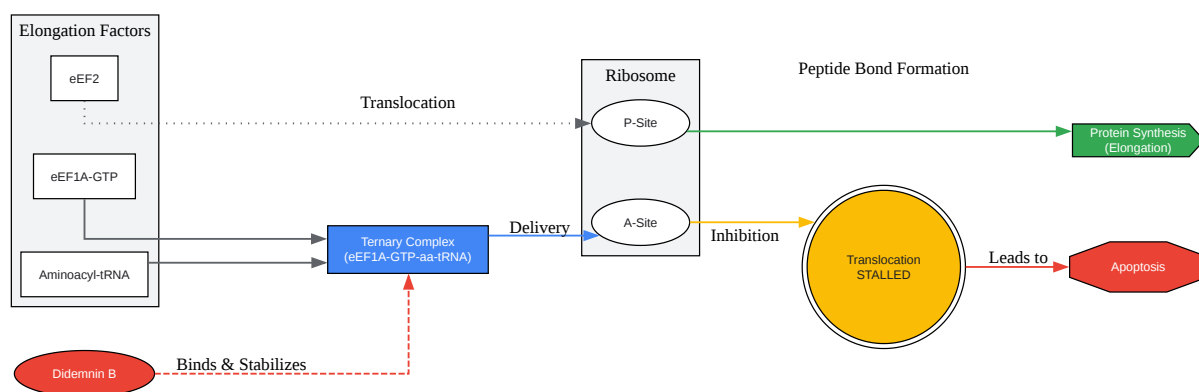 Elongation Factors
eEF2
eEF1A-GTP
Aminoacyl-tRNA
Didemnin B
Translocation
Binds & Stabilizes
Ternary Complex
(eEF1A-GTP-aa-tRNA)
Delivery
Ribosome
P-Site
A-Site
Peptide Bond Formation
Inhibition
Translocation
STALLED
Leads to
Protein Synthesis
(Elongation)
Apoptosis